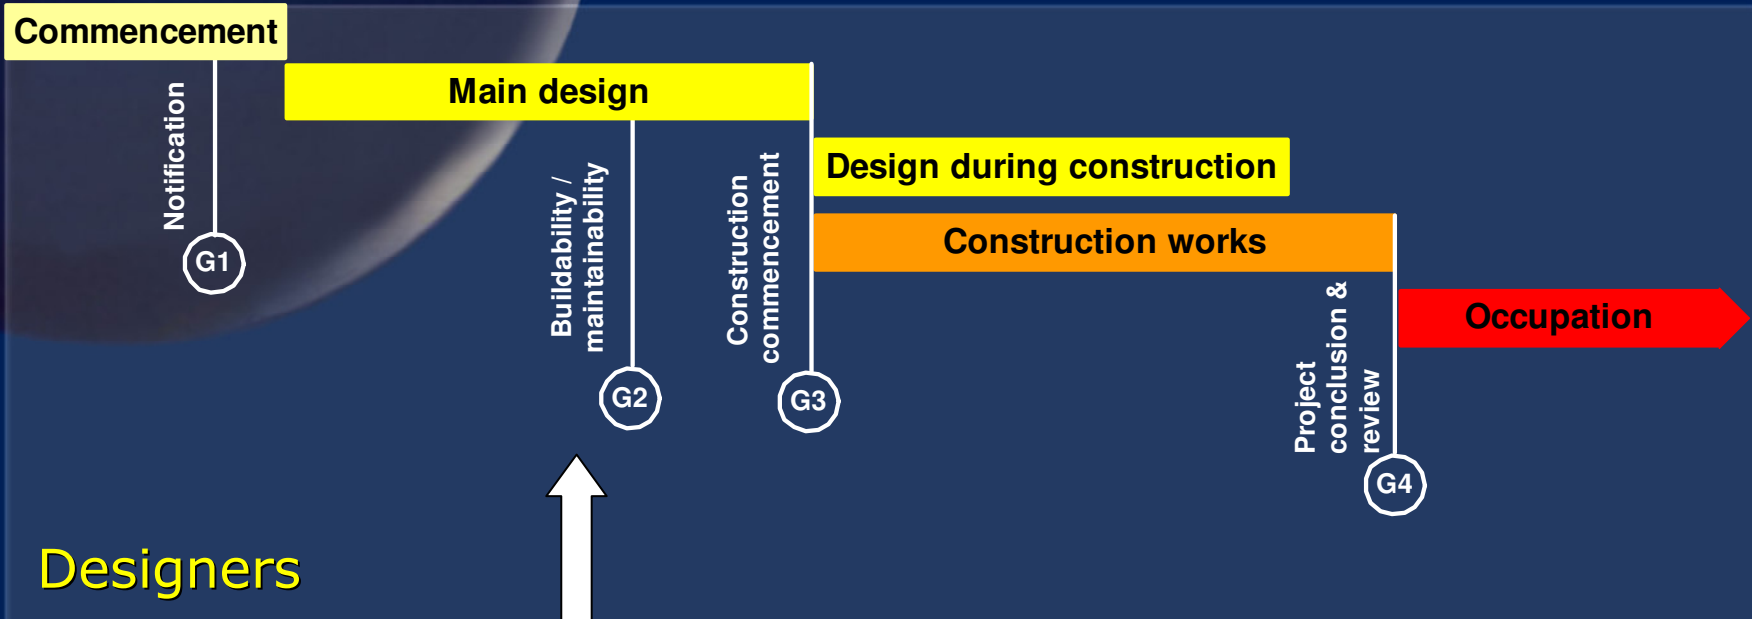 Commencement
Main design
Design during construction
Construction works
Occupation
Notification
Buildability /
maintainability
Construction
commencement
Project
conclusion &
review
G1
G2
G3
G4
Designers